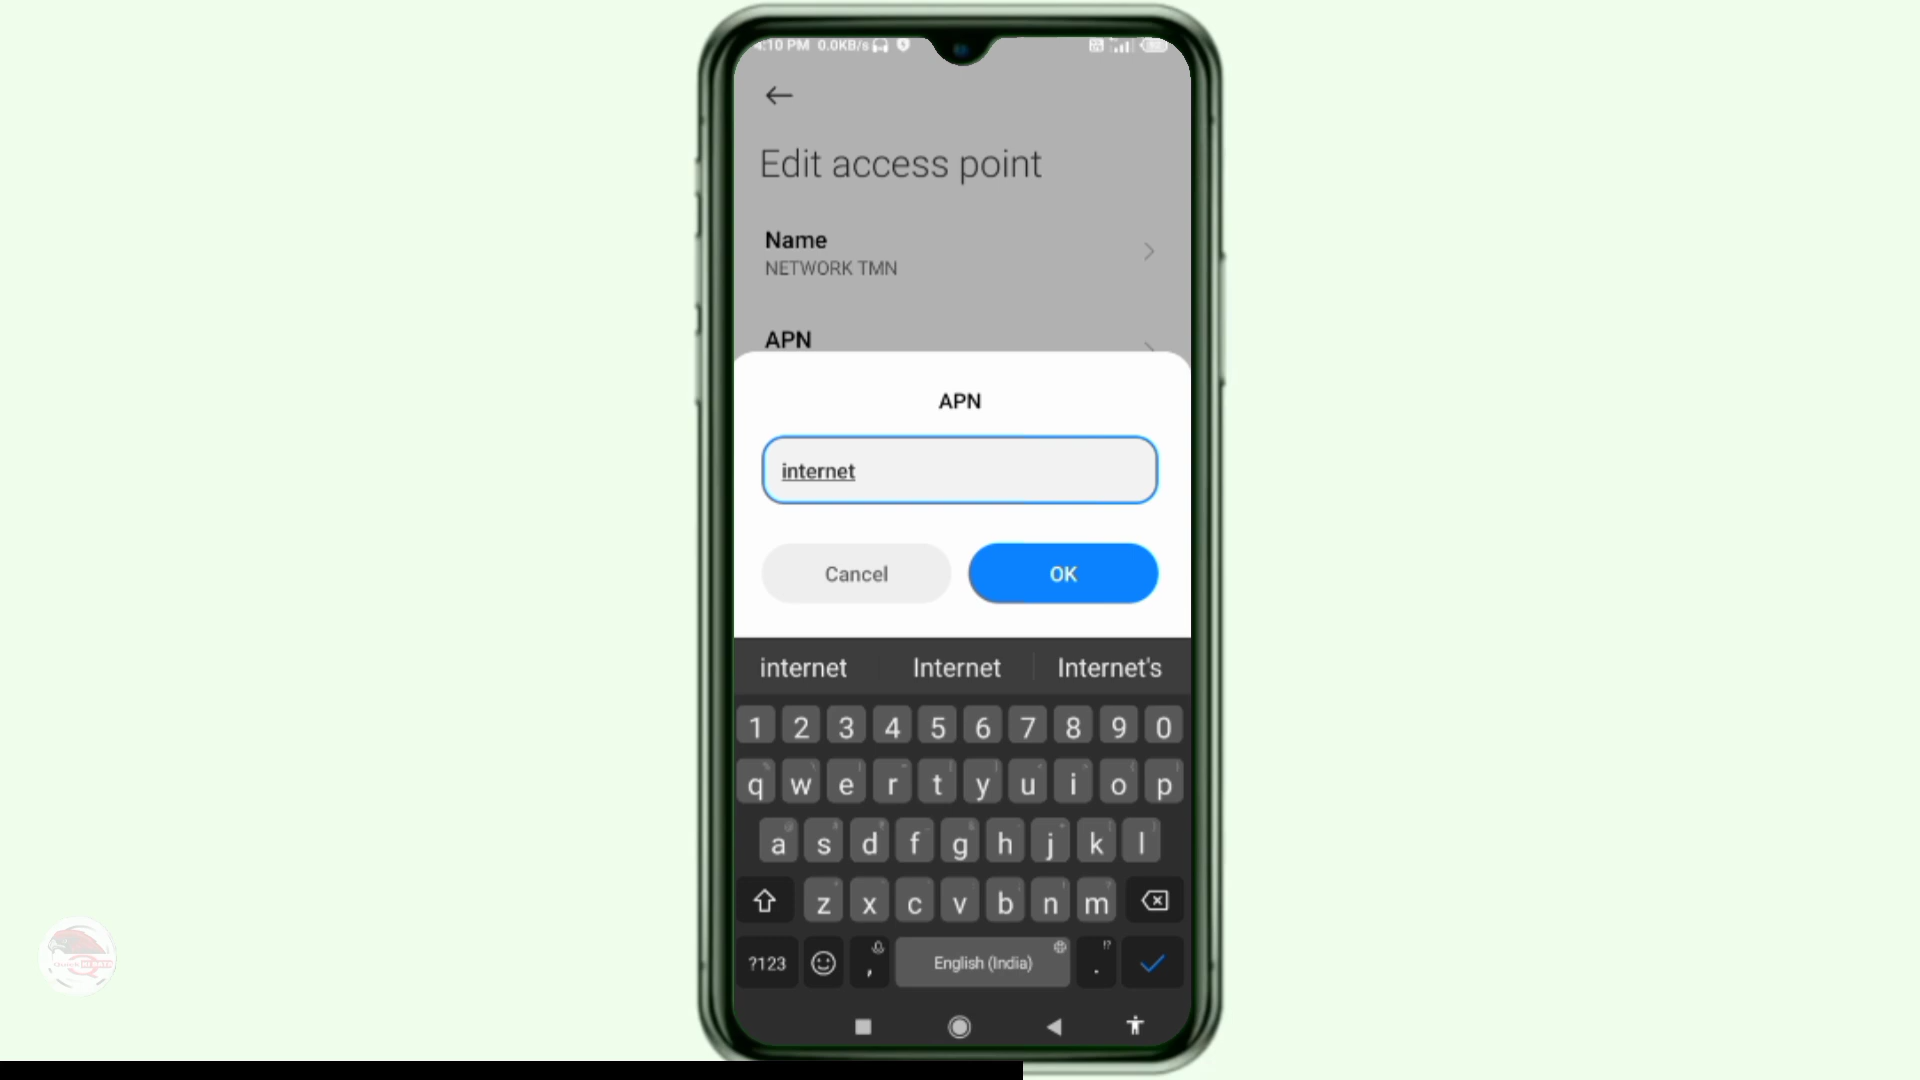 4:10 PM 0.0KB/s
Edit access point
Name
NETWORK TMN
APN
APN
internet
Cancel OK
internet Internet Internet's
1 2 3 4 5 6 7 8 9 0
q w e r t y u i o p
a s d f g h j k l
z x c v b n m
?123 , English (India) . !?